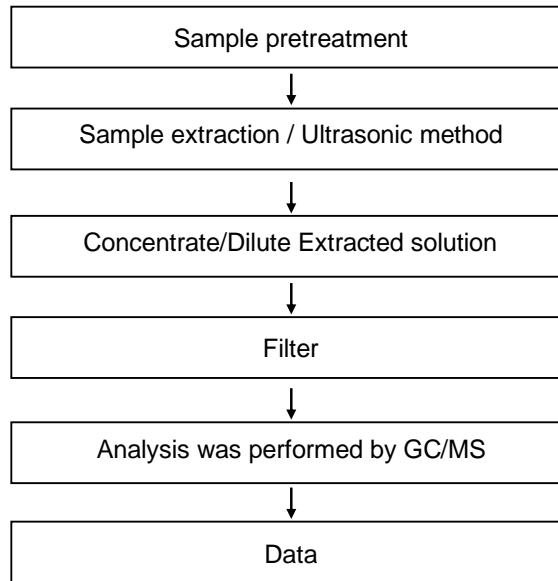 Sample pretreatment
Sample extraction / Ultrasonic method
Concentrate/Dilute Extracted solution
Filter
Analysis was performed by GC/MS
Data